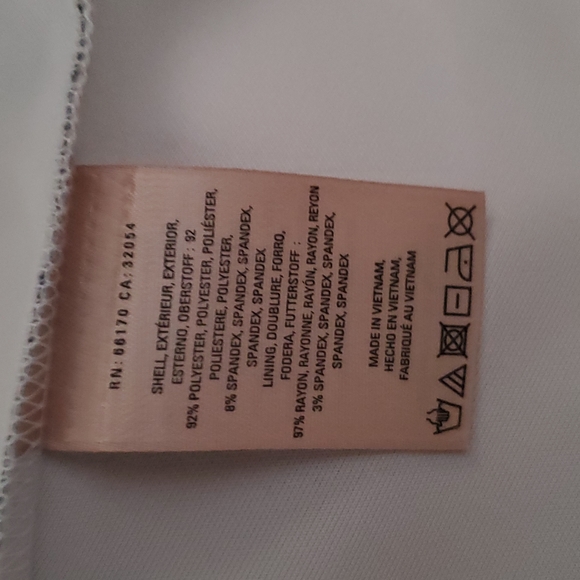 RN: 66170 CA: 32054
SHELL, EXTÉRIEUR, EXTERIOR,
ESTERNO, OBERSTOFF : 92
92% POLYESTER, POLYESTER, POLIÉSTER,
POLIESTERE, POLYESTER,
8% SPANDEX, SPANDEX, SPANDEX,
SPANDEX, SPANDEX
LINING, DOUBLURE, FORRO,
FODERA, FUTTERSTOFF :
97% RAYON, RAYONNE, RAYÓN, RAYON, REYON
3% SPANDEX, SPANDEX, SPANDEX,
SPANDEX, SPANDEX
MADE IN VIETNAM,
HECHO EN VIETNAM,
FABRIQUÉ AU VIETNAM